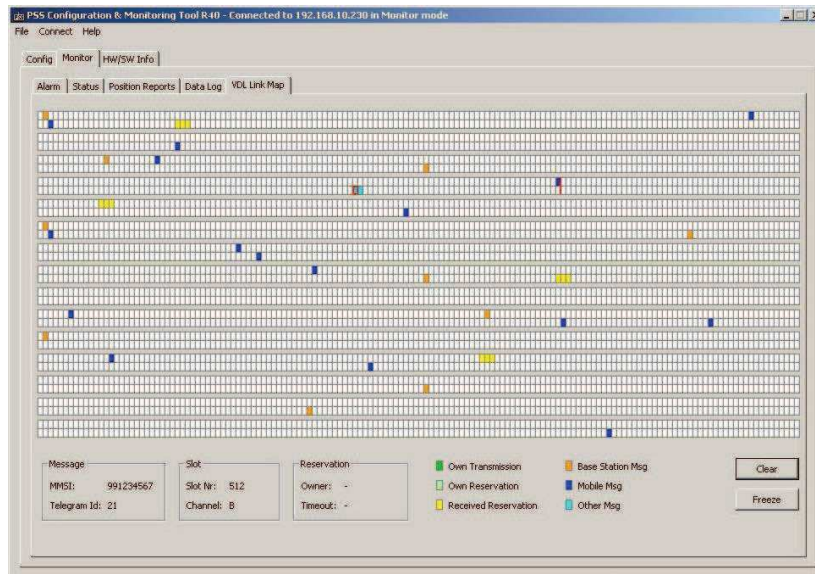 PSS Configuration & Monitoring Tool R40 - Connected to 192.168.10.230 in Monitor mode
File Connect Help
Config Monitor HW/SW Info
Alarm Status Position Reports Data Log VDL Link Map
Message Slot Reservation
Own Transmission Base Station Msg
Clear
MMSI: 991234567 Slot Nr: 512 Owner: -
Own Reservation Mobile Msg
Telegram Id: 21 Channel: B Timeout: -
Received Reservation Other Msg
Freeze